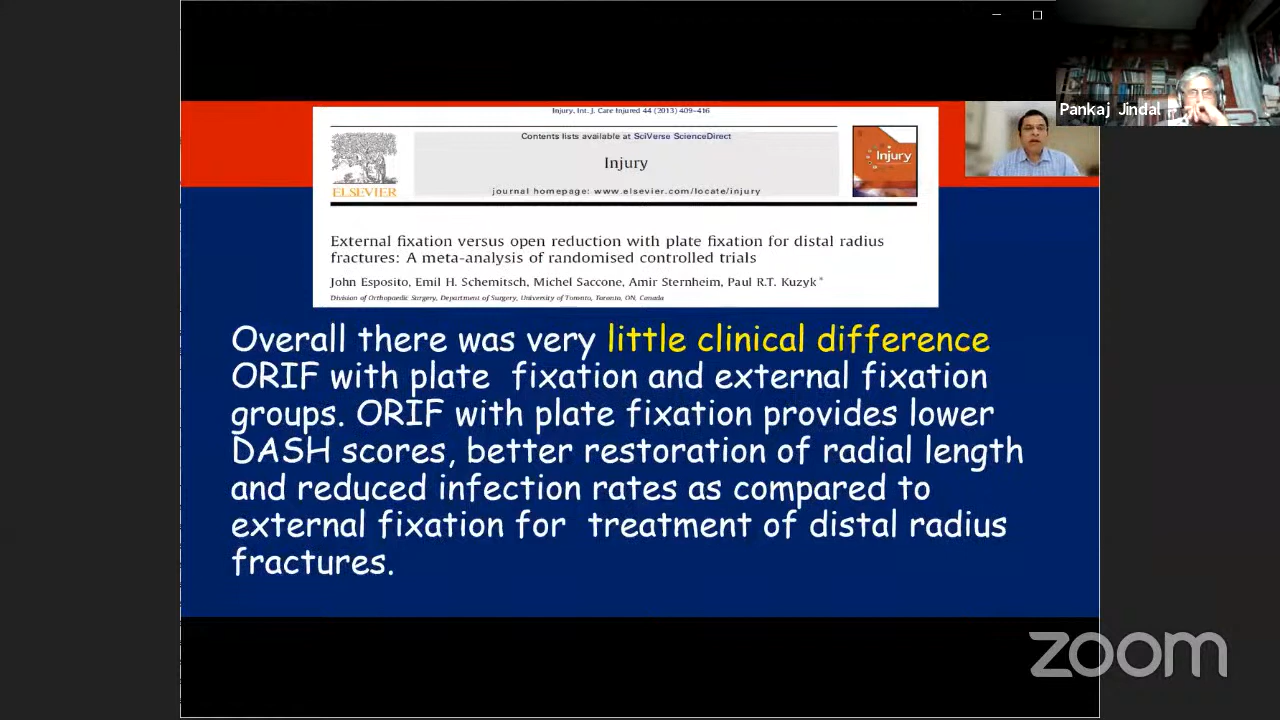 Pankaj Jindal
Injury, Int. J. Care Injured 44 (2013) 409–416
Contents lists available at SciVerse ScienceDirect
Injury
journal homepage: www.elsevier.com/locate/injury
ELSEVIER
Injury
External fixation versus open reduction with plate fixation for distal radius
fractures: A meta-analysis of randomised controlled trials
John Esposito, Emil H. Schemitsch, Michel Saccone, Amir Sternheim, Paul R.T. Kuzyk *
Division of Orthopaedic Surgery, Department of Surgery, University of Toronto, Toronto, ON, Canada
Overall there was very little clinical difference
ORIF with plate fixation and external fixation
groups. ORIF with plate fixation provides lower
DASH scores, better restoration of radial length
and reduced infection rates as compared to
external fixation for treatment of distal radius
fractures.
zoom